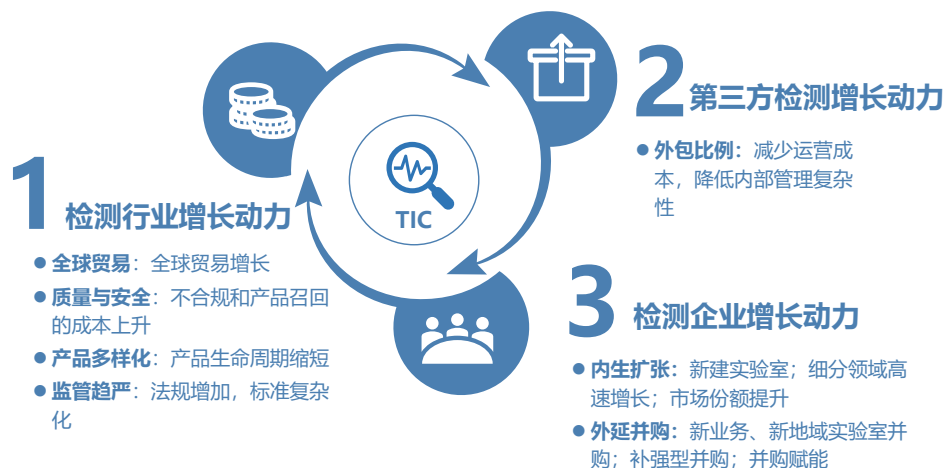 1
检测行业增长动力
●全球贸易：全球贸易增长
●质量与安全：不合规和产品召回
的成本上升
●产品多样化：产品生命周期缩短
●监管趋严：法规增加，标准复杂
化
TIC
2
第三方检测增长动力
●外包比例：减少运营成
本，降低内部管理复杂
性
3
检测企业增长动力
●内生扩张：新建实验室；细分领域高
速增长；市场份额提升
●外延并购：新业务、新地域实验室并
购；补强型并购；并购赋能